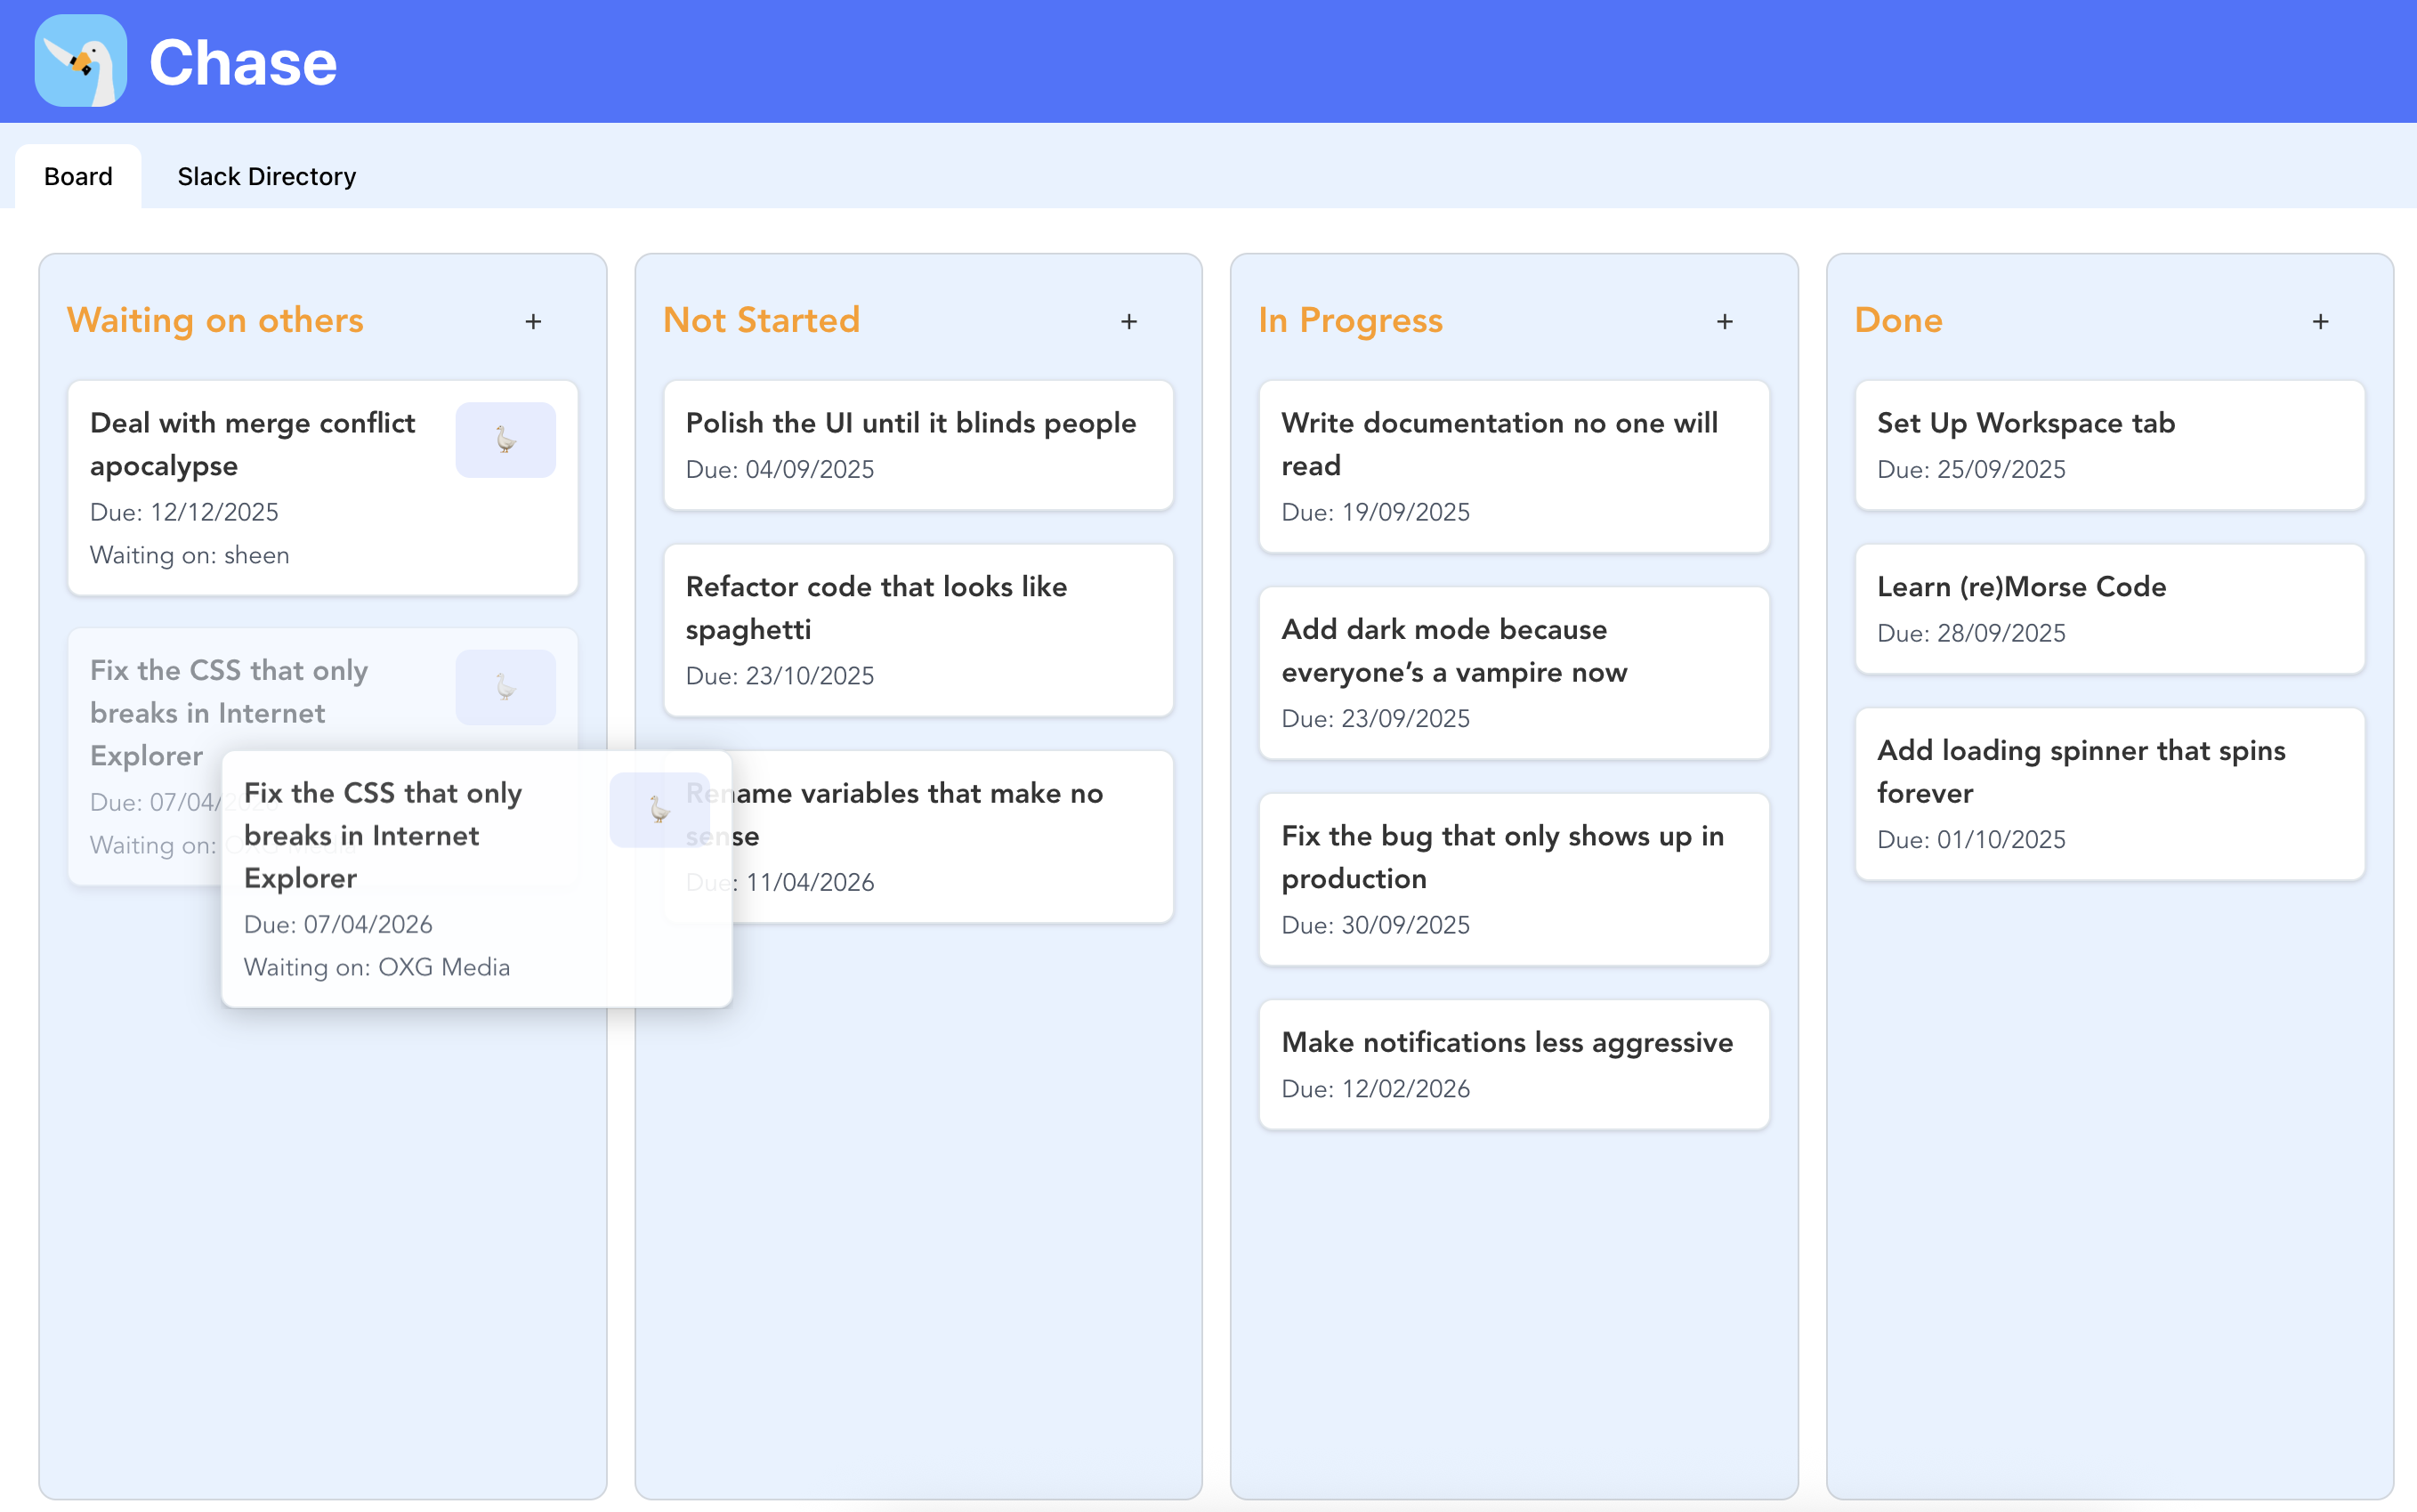 Chase
Board
Slack Directory
Waiting on others +
Deal with merge conflict
apocalypse
Due: 12/12/2025
Waiting on: sheen
Fix the CSS that only
breaks in Internet
Explorer
Due: 07/04/
Waiting on: OXG Media
Fix the CSS that only
breaks in Internet
Explorer
Due: 07/04/2026
Waiting on: OXG Media
Not Started +
Polish the UI until it blinds people
Due: 04/09/2025
Refactor code that looks like
spaghetti
Due: 23/10/2025
Rename variables that make no
sense
Due: 11/04/2026
In Progress +
Write documentation no one will
read
Due: 19/09/2025
Add dark mode because
everyone’s a vampire now
Due: 23/09/2025
Fix the bug that only shows up in
production
Due: 30/09/2025
Make notifications less aggressive
Due: 12/02/2026
Done +
Set Up Workspace tab
Due: 25/09/2025
Learn (re)Morse Code
Due: 28/09/2025
Add loading spinner that spins
forever
Due: 01/10/2025